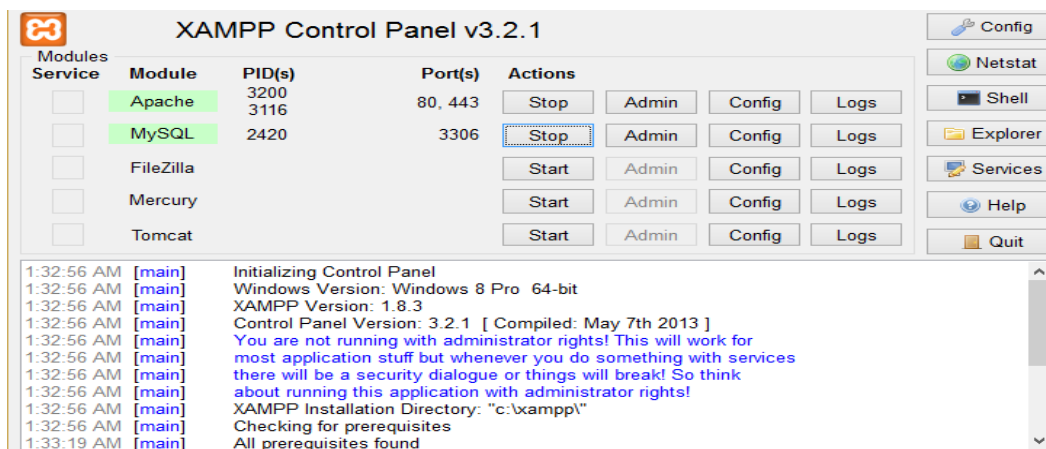 XAMPP Control Panel v3.2.1
Config
Modules
Service Module PID(s) Port(s) Actions
Netstat
Apache 3200 3116 80, 443 Stop Admin Config Logs
Shell
MySQL 2420 3306 Stop Admin Config Logs
Explorer
FileZilla Start Admin Config Logs
Services
Mercury Start Admin Config Logs
Help
Tomcat Start Admin Config Logs
Quit
1:32:56 AM [main] Initializing Control Panel
1:32:56 AM [main] Windows Version: Windows 8 Pro 64-bit
1:32:56 AM [main] XAMPP Version: 1.8.3
1:32:56 AM [main] Control Panel Version: 3.2.1 [ Compiled: May 7th 2013 ]
1:32:56 AM [main] You are not running with administrator rights! This will work for
1:32:56 AM [main] most application stuff but whenever you do something with services
1:32:56 AM [main] there will be a security dialogue or things will break! So think
1:32:56 AM [main] about running this application with administrator rights!
1:32:56 AM [main] XAMPP Installation Directory: "c:\xampp\"
1:32:56 AM [main] Checking for prerequisites
1:33:19 AM [main] All prerequisites found